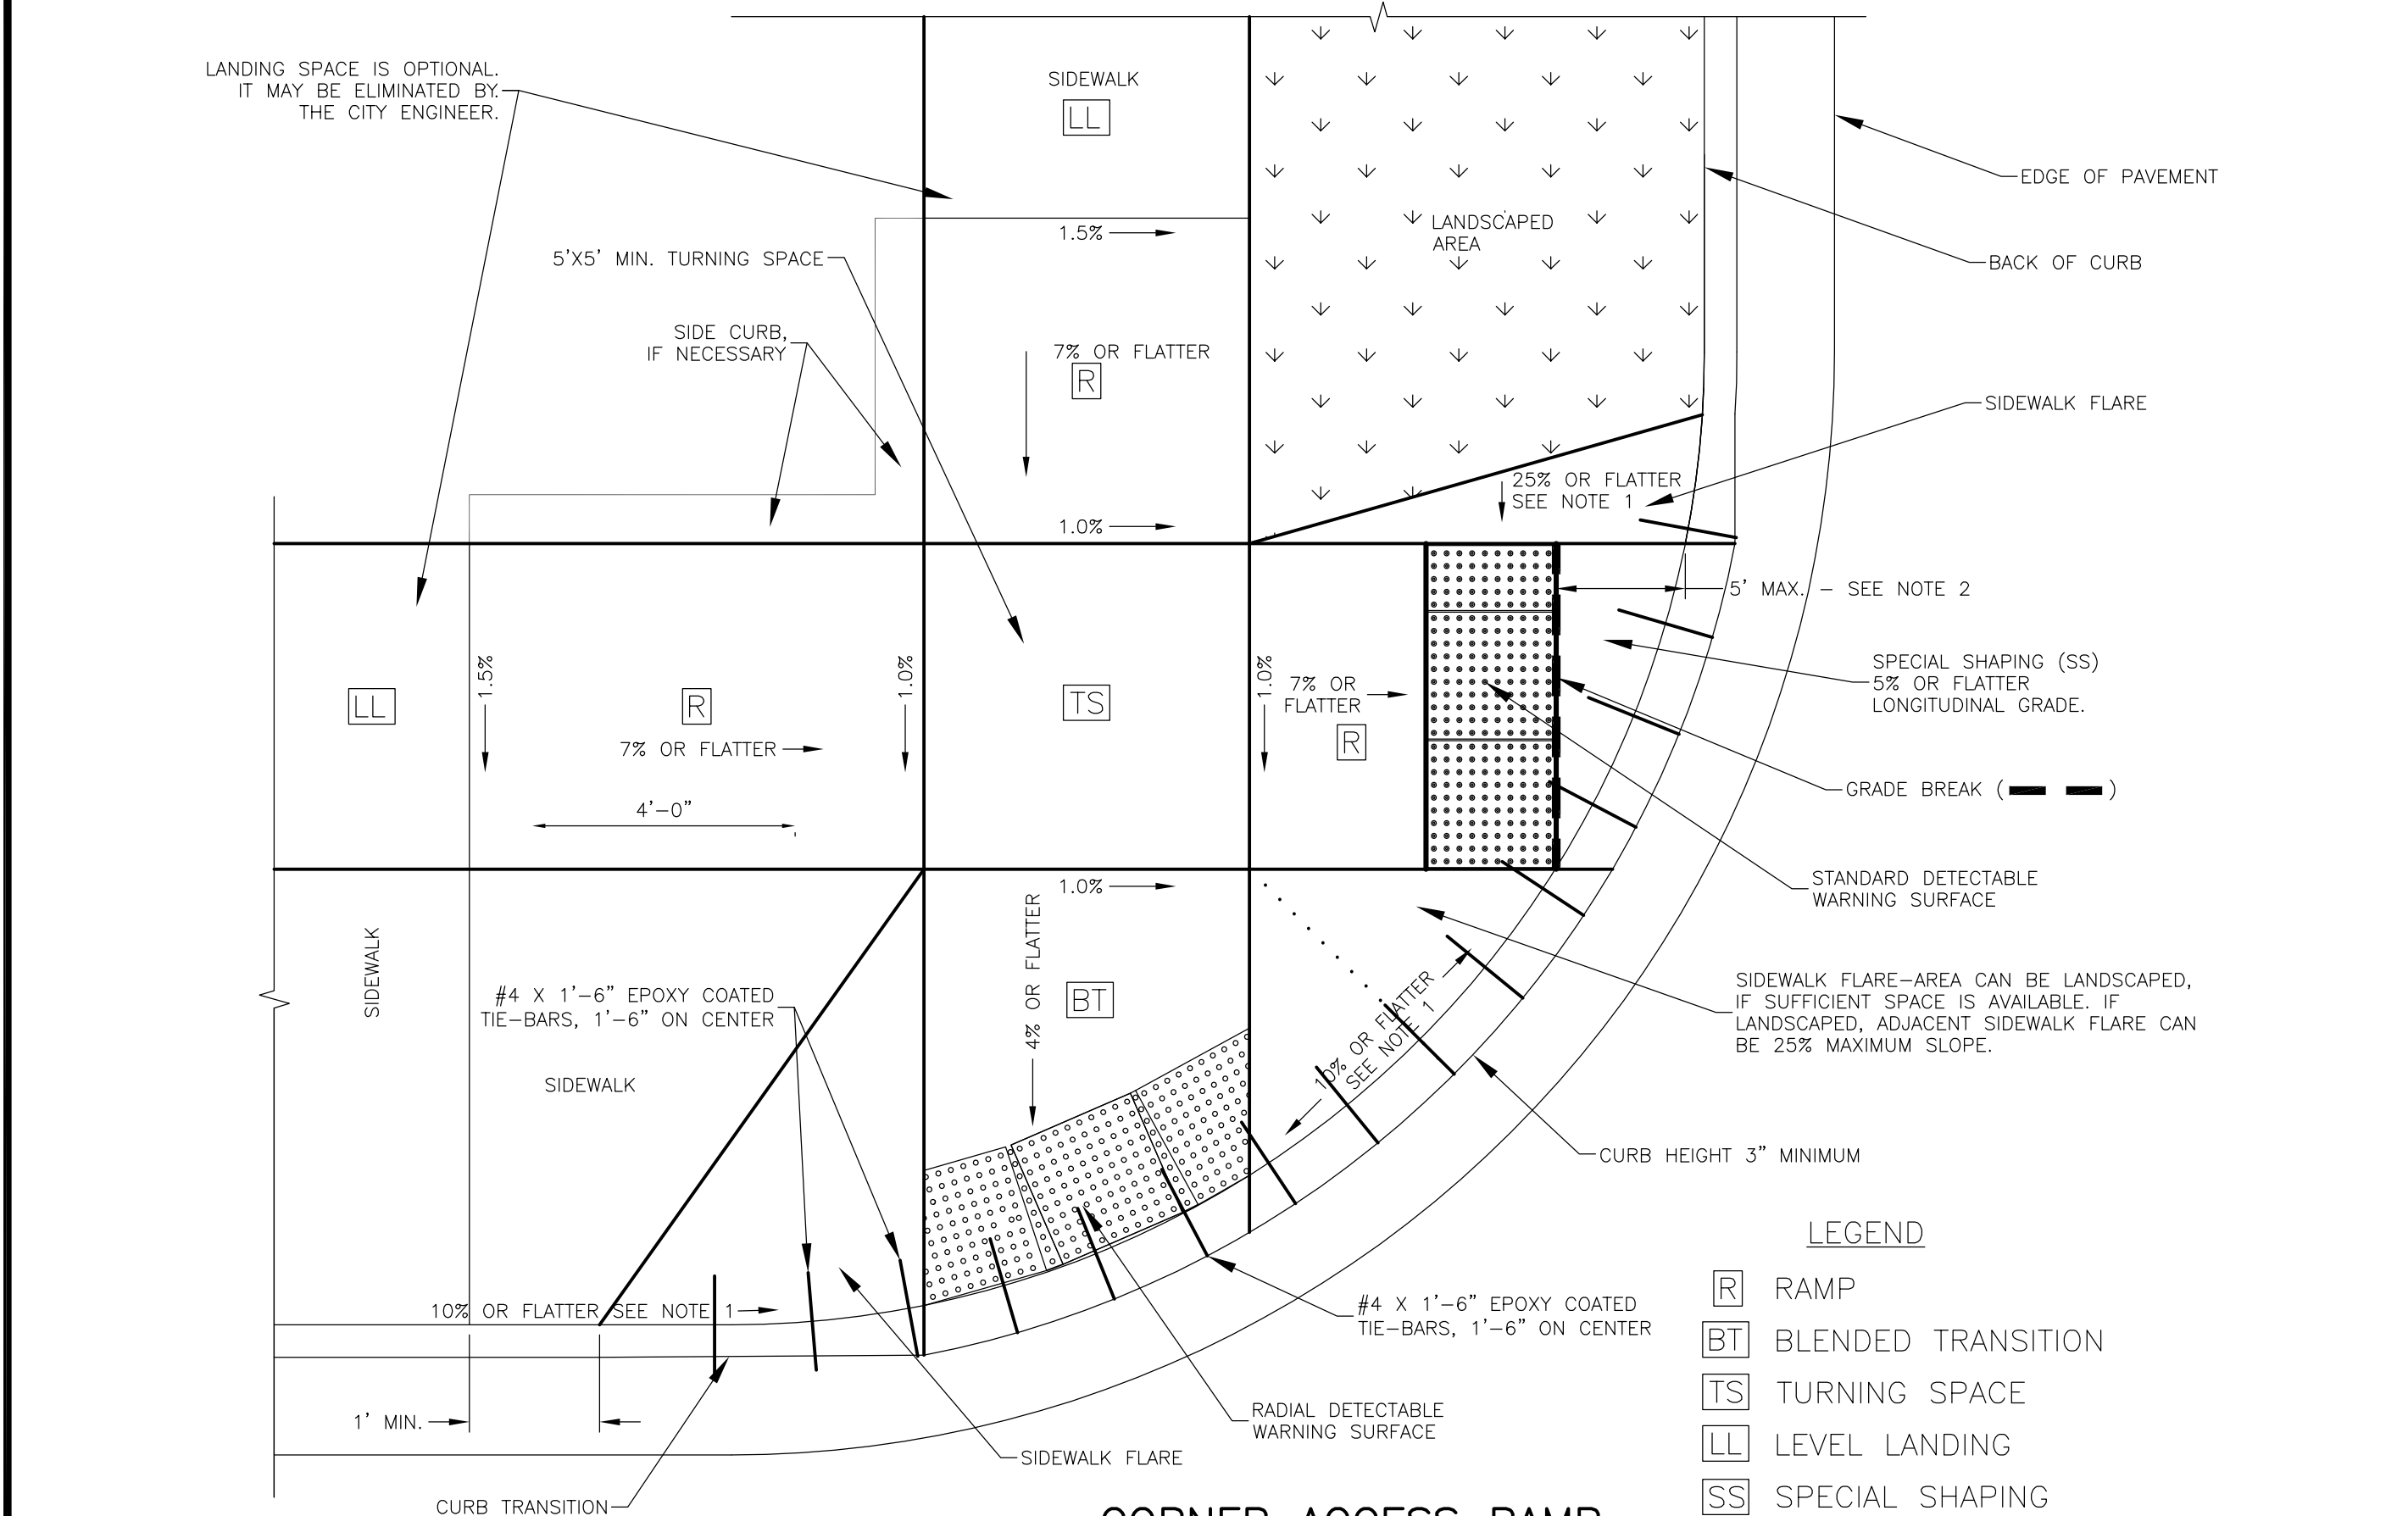 LANDING SPACE IS OPTIONAL.
IT MAY BE ELIMINATED BY.
THE CITY ENGINEER.
SIDEWALK
LL
EDGE OF PAVEMENT
LANDSCAPED
AREA
1.5%
5'X5' MIN. TURNING SPACE
BACK OF CURB
SIDE CURB,
IF NECESSARY
7% OR FLATTER
R
SIDEWALK FLARE
25% OR FLATTER
SEE NOTE 1
1.0%
5' MAX. – SEE NOTE 2
SPECIAL SHAPING (SS)
5% OR FLATTER
LONGITUDINAL GRADE.
LL
1.5%
R
7% OR FLATTER
4'–0"
1.0%
TS
1.0%
7% OR
FLATTER
R
GRADE BREAK ( )
STANDARD DETECTABLE
WARNING SURFACE
1.0%
SIDEWALK
4% OR FLATTER
BT
#4 X 1'–6" EPOXY COATED
TIE–BARS, 1'–6" ON CENTER
SIDEWALK
10% OR FLATTER
SEE NOTE 1
SIDEWALK FLARE–AREA CAN BE LANDSCAPED,
IF SUFFICIENT SPACE IS AVAILABLE. IF
LANDSCAPED, ADJACENT SIDEWALK FLARE CAN
BE 25% MAXIMUM SLOPE.
CURB HEIGHT 3" MINIMUM
10% OR FLATTER SEE NOTE 1
#4 X 1'–6" EPOXY COATED
TIE–BARS, 1'–6" ON CENTER
1' MIN.
RADIAL DETECTABLE
WARNING SURFACE
SIDEWALK FLARE
CURB TRANSITION
LEGEND
R RAMP
BT BLENDED TRANSITION
TS TURNING SPACE
LL LEVEL LANDING
SS SPECIAL SHAPING
CORNER ACCESS RAMP